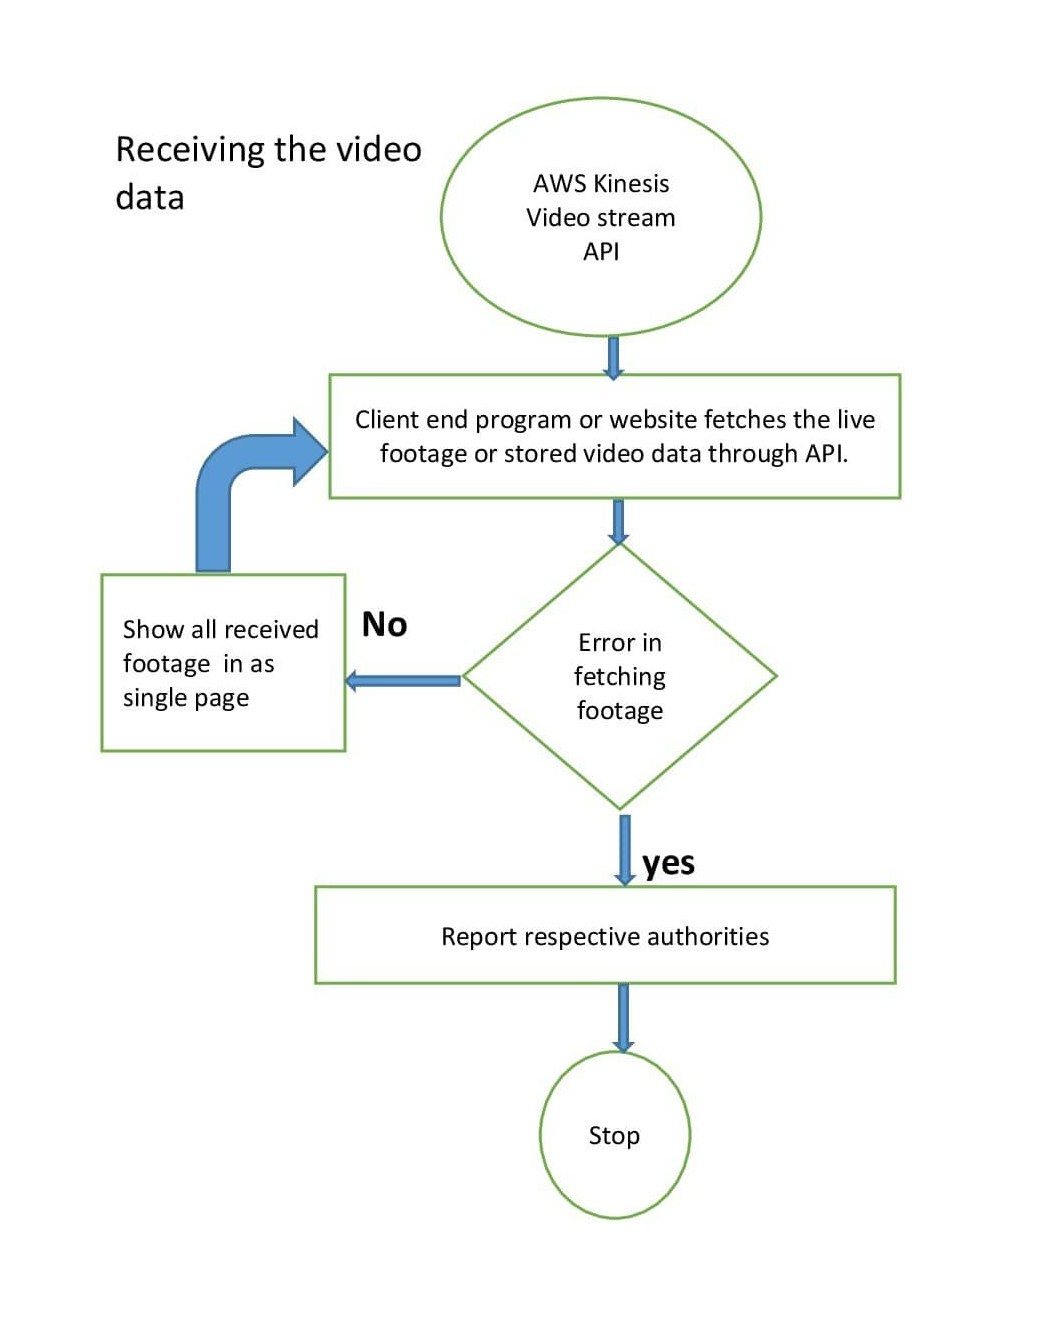 Receiving the video
data
AWS Kinesis
Video stream
API
Client end program or website fetches the live
footage or stored video data through API.
Error in
fetching
footage
No
Show all received
footage  in as
single page
yes
Report respective authorities
Stop